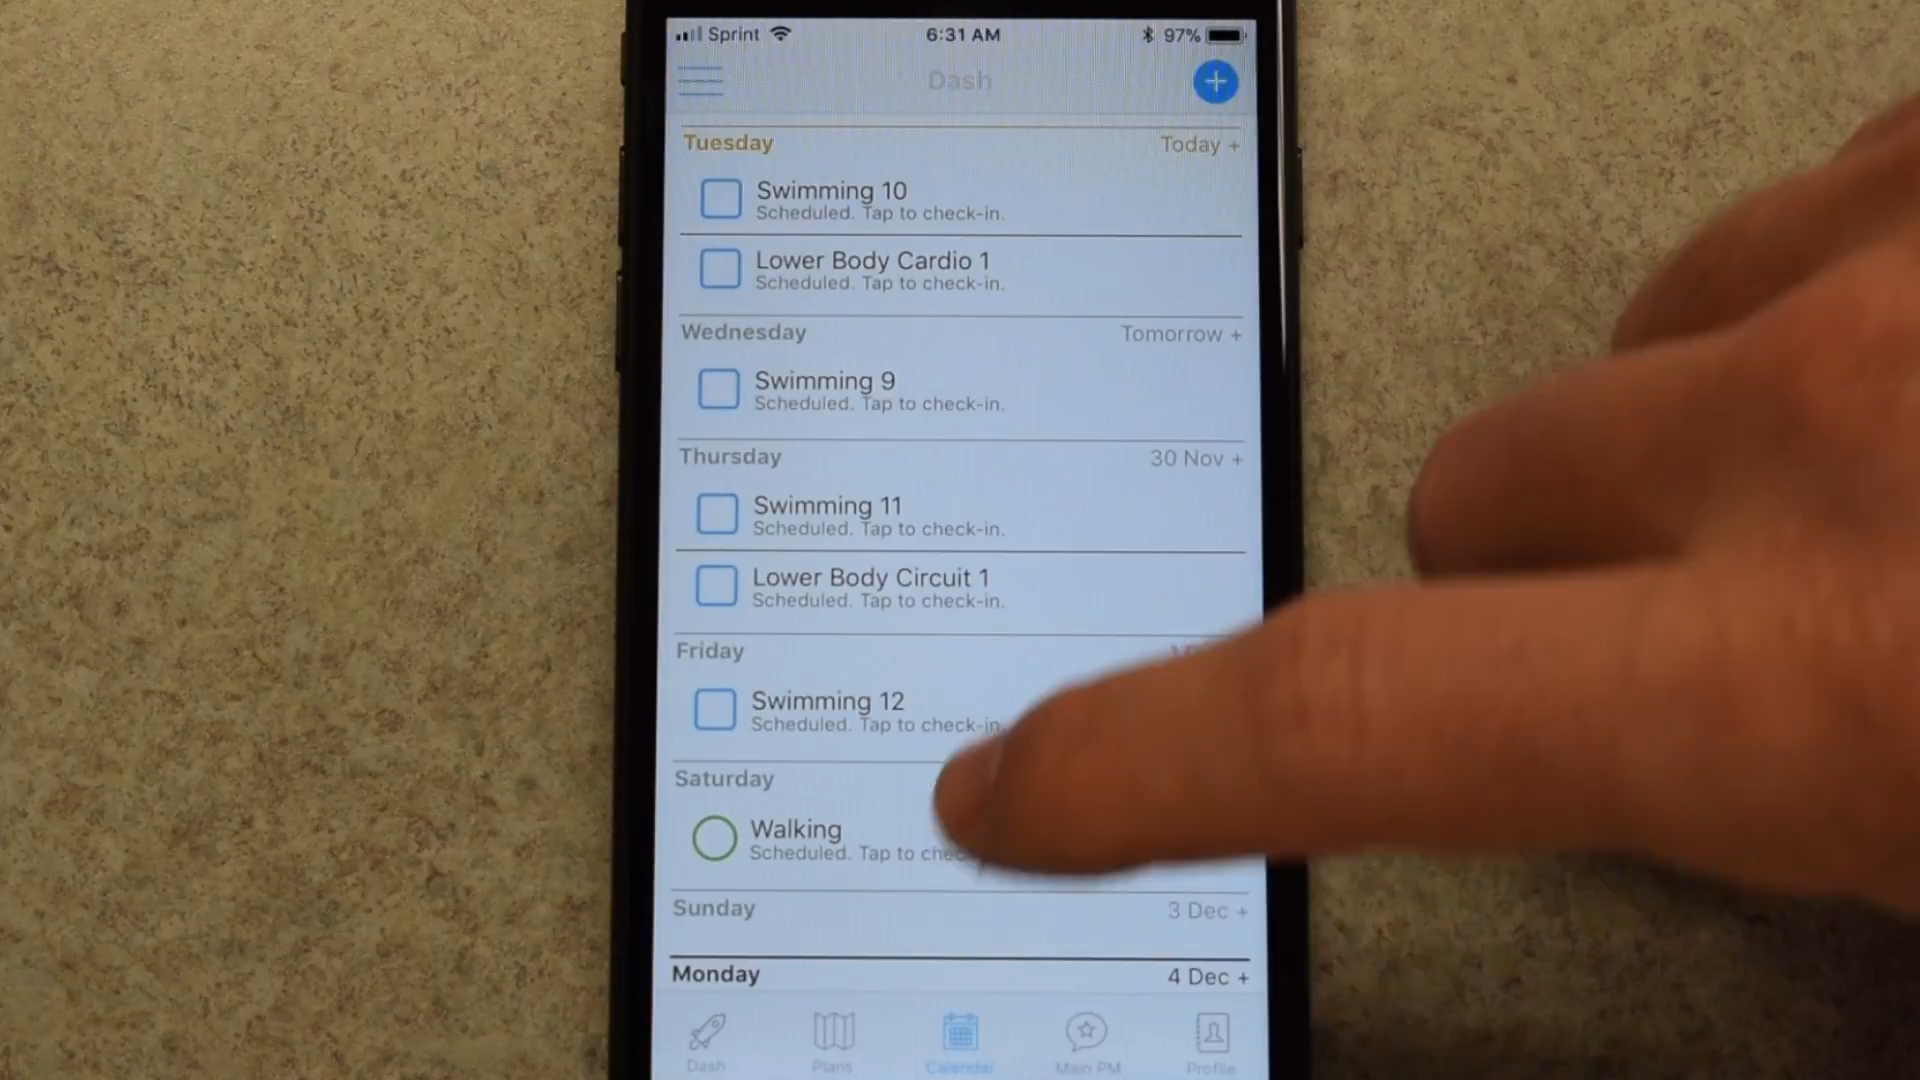 Sprint 6:31 AM 97%
Dash
Tuesday Today +
Swimming 10
Scheduled. Tap to check-in.
Lower Body Cardio 1
Scheduled. Tap to check-in.
Wednesday Tomorrow +
Swimming 9
Scheduled. Tap to check-in.
Thursday 30 Nov +
Swimming 11
Scheduled. Tap to check-in.
Lower Body Circuit 1
Scheduled. Tap to check-in.
Friday
Swimming 12
Scheduled. Tap to check-in.
Saturday
Walking
Scheduled. Tap to
Sunday 3 Dec +
Monday 4 Dec +
Dash Plans Calendar Main PM Profile